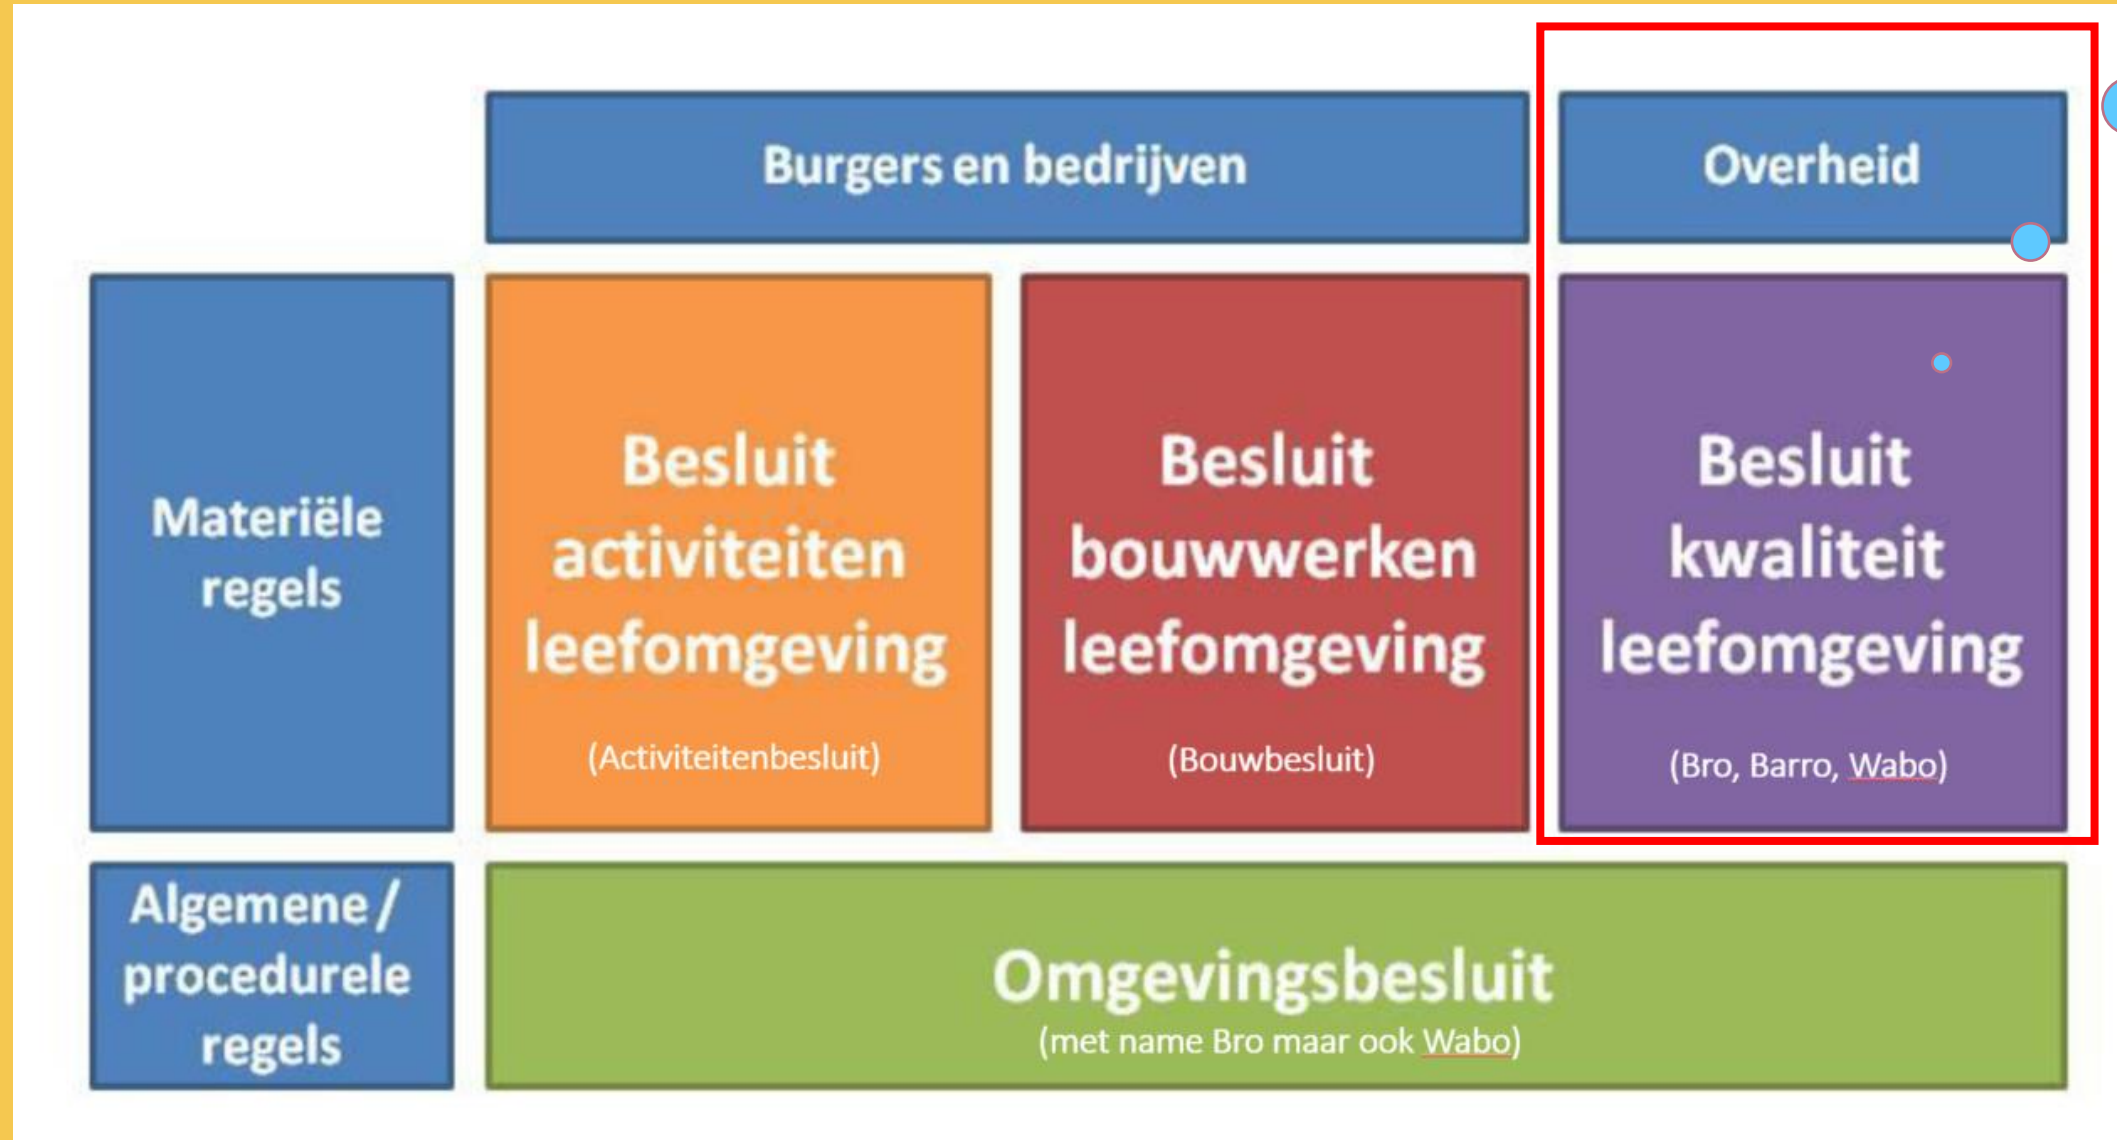 Burgers en bedrijven
Overheid
Materiële
regels
Besluit
activiteiten
leefomgeving
(Activiteitenbesluit)
Besluit
bouwwerken
leefomgeving
(Bouwbesluit)
Besluit
kwaliteit
leefomgeving
(Bro, Barro, Wabo)
Algemene/
procedurele
regels
Omgevingsbesluit
(met name Bro maar ook Wabo)